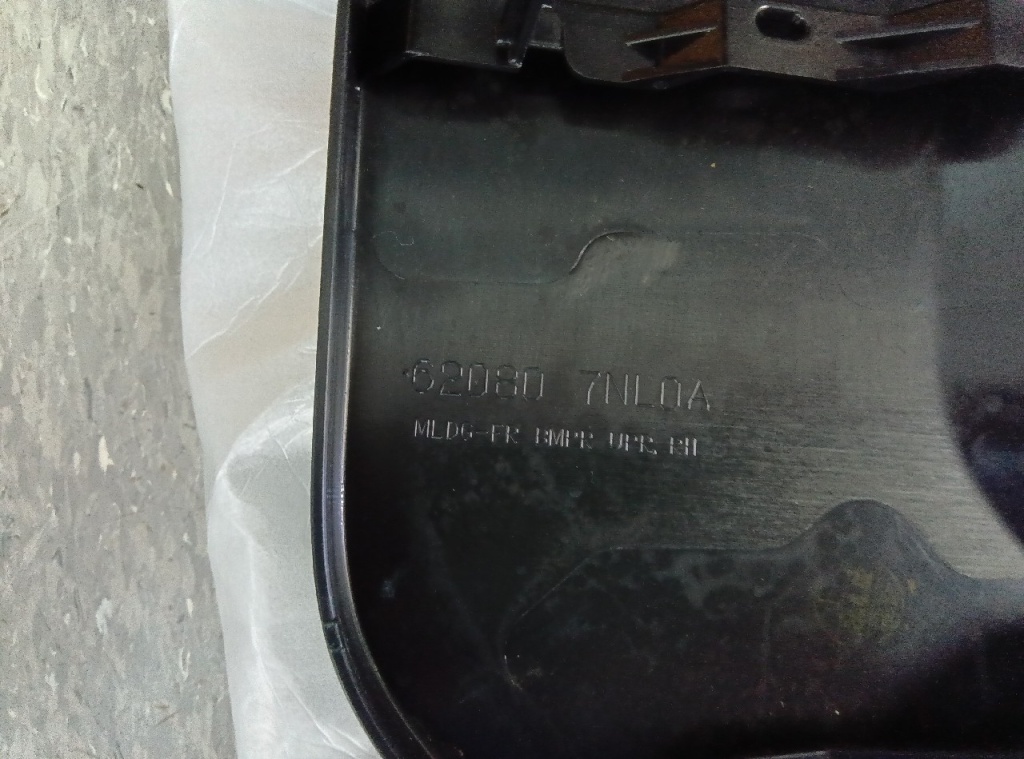 62080 7NL0A
MLDG-FR BMPR UPR-RH